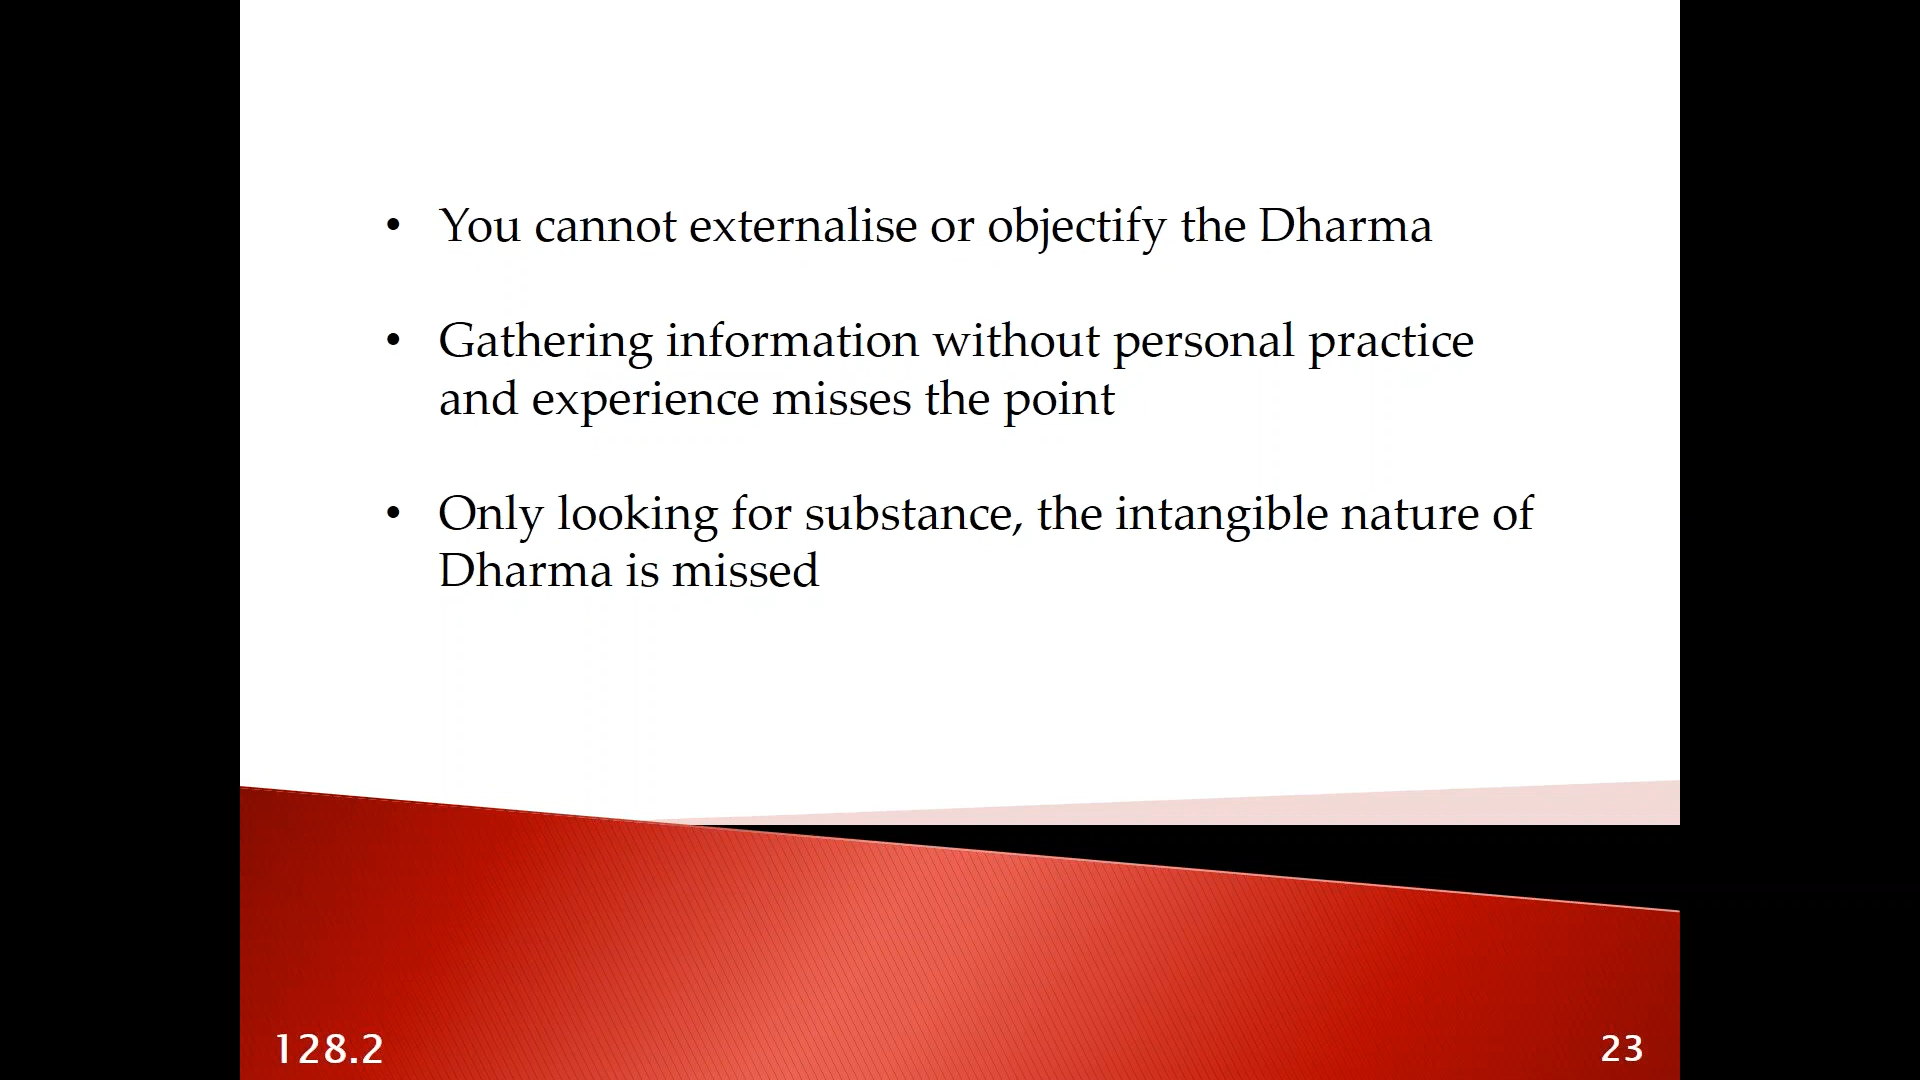 • You cannot externalise or objectify the Dharma
• Gathering information without personal practice
and experience misses the point
• Only looking for substance, the intangible nature of
Dharma is missed
128.2
23